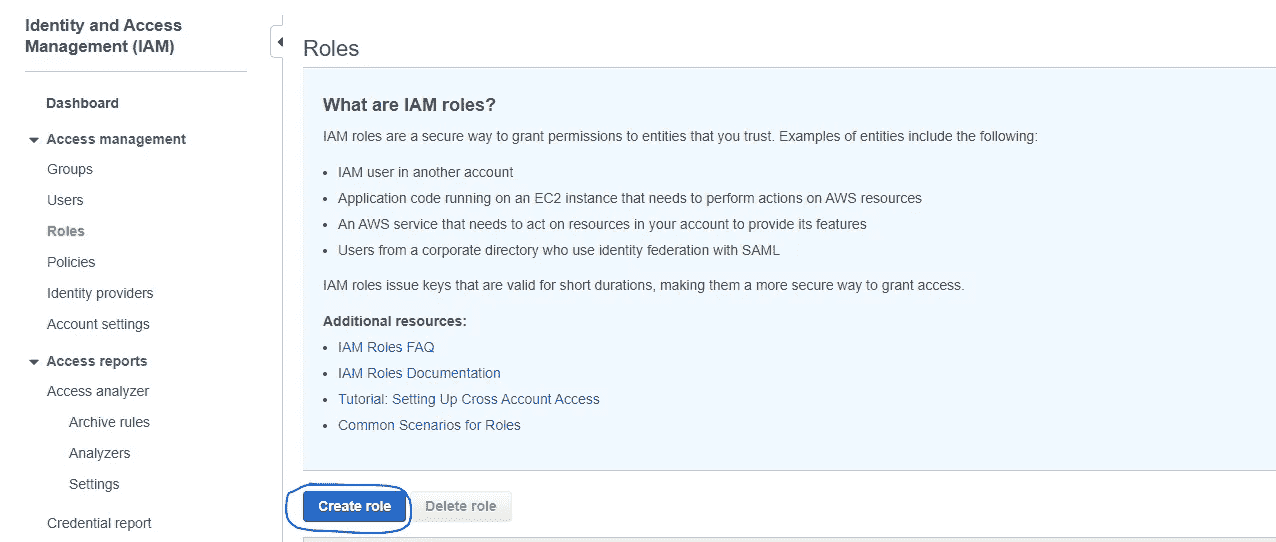 Identity and Access
Management (IAM)
Dashboard
Access management
Groups
Users
Roles
Policies
Identity providers
Account settings
Access reports
Access analyzer
Archive rules
Analyzers
Settings
Credential report
Roles
What are IAM roles?
IAM roles are a secure way to grant permissions to entities that you trust. Examples of entities include the following:
IAM user in another account
Application code running on an EC2 instance that needs to perform actions on AWS resources
An AWS service that needs to act on resources in your account to provide its features
Users from a corporate directory who use identity federation with SAML
IAM roles issue keys that are valid for short durations, making them a more secure way to grant access.
Additional resources:
IAM Roles FAQ
IAM Roles Documentation
Tutorial: Setting Up Cross Account Access
Common Scenarios for Roles
Create role
Delete role